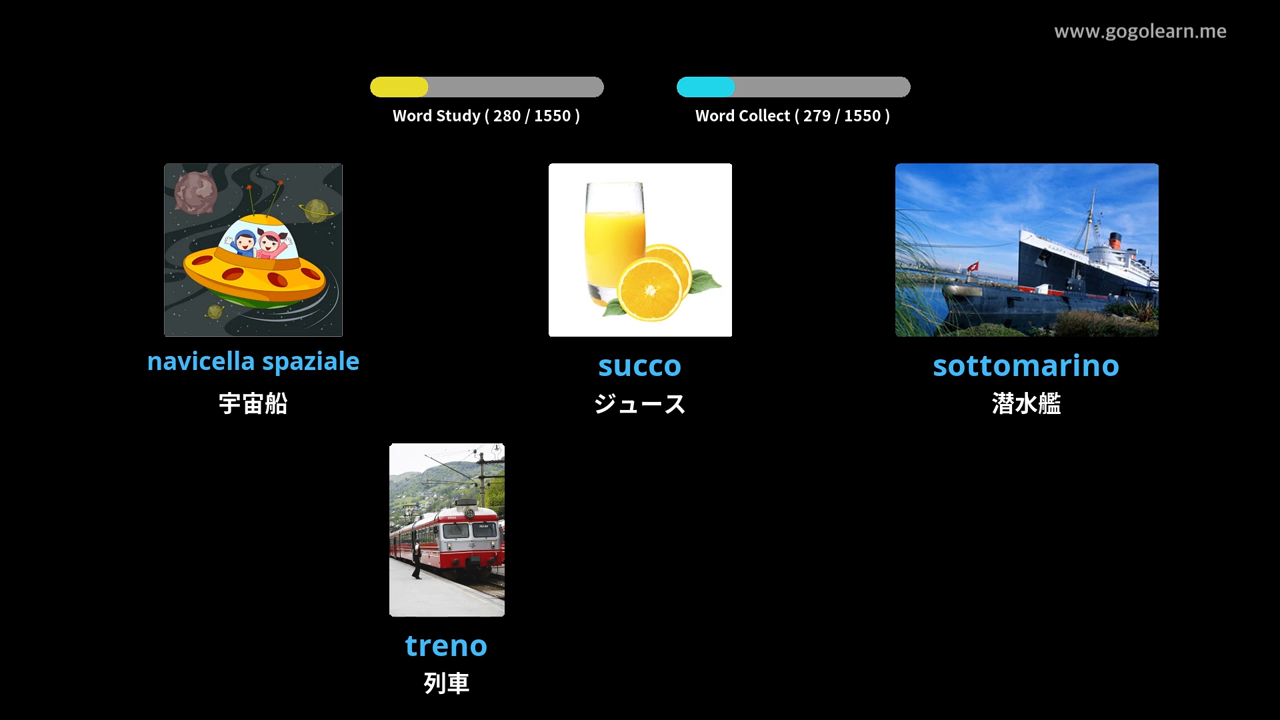 www.gogolearn.me
Word Study ( 280 / 1550 )
Word Collect ( 279 / 1550 )
navicella spaziale
宇宙船
succo
ジュース
sottomarino
潜水艦
treno
列車